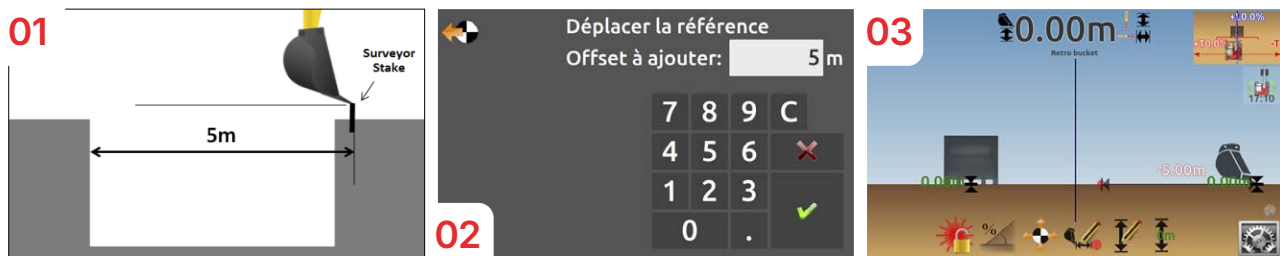 01
Surveyor
Stake
5m
02
Déplacer la référence
Offset à ajouter:
5 m
7 8 9 C
4 5 6
1 2 3
0 .
03
0.00m
Retro bucket
17:10
-5.00m
0.00m
0.00m
%